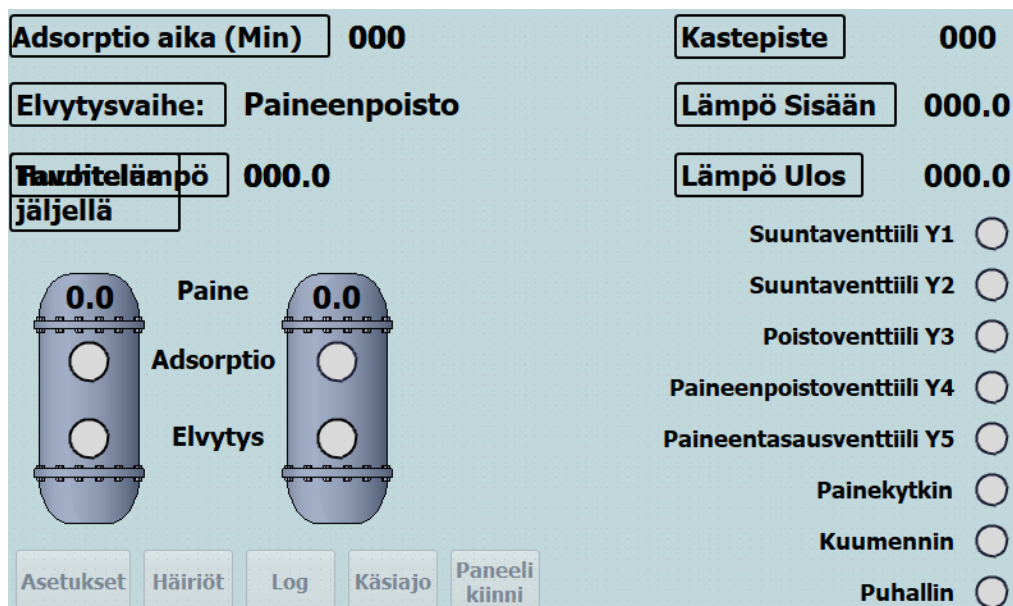 Adsorptio aika (Min) 000 Kastepiste 000
Elvytysvaihe: Paineenpoisto Lämpö Sisään 000.0
Tavoitelämpö 000.0 Lämpö Ulos 000.0
jäljellä
Suuntaventtiili Y1
0.0 Paine 0.0 Suuntaventtiili Y2
Poistoventtiili Y3
Adsorptio
Paineenpoistoventtiili Y4
Elvytys Paineentasausventtiili Y5
Painekytkin
Kuumennin
Asetukset Häiriöt Log Käsiajo Paneeli
kiinni
Puhallin